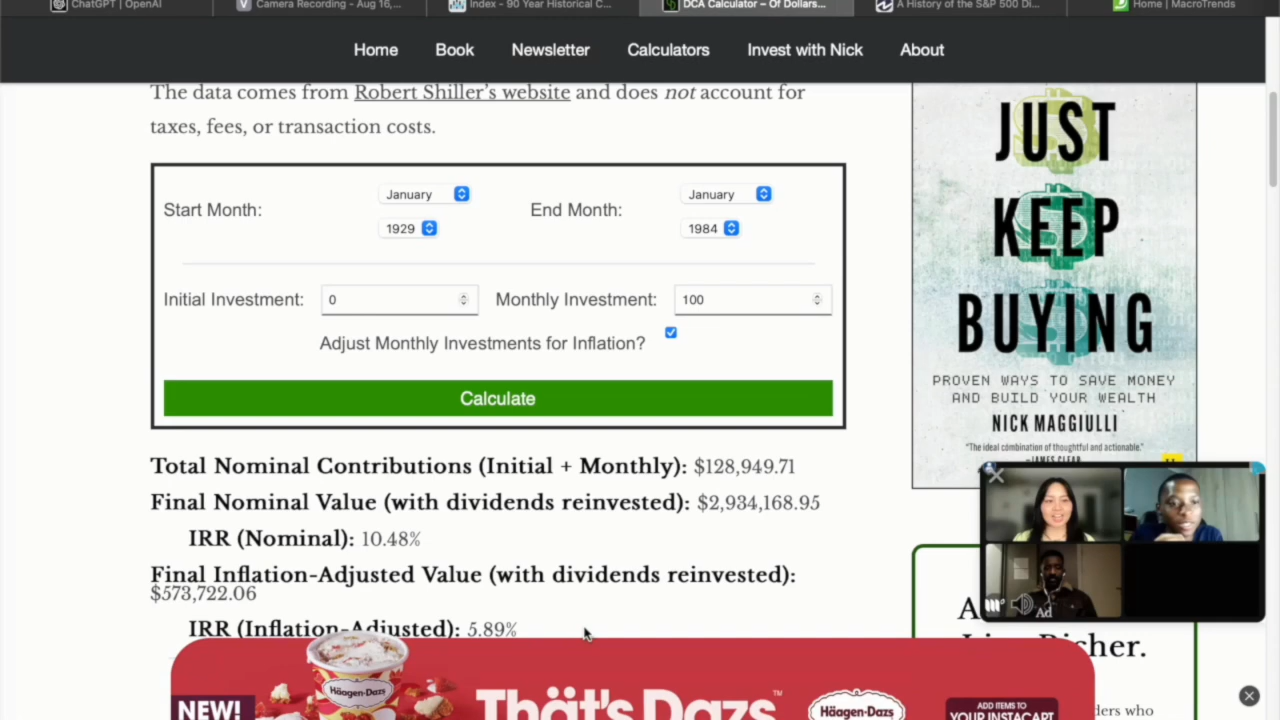 ChatGPT | OpenAI
Camera Recording - Aug 16,...
Index - 90 Year Historical C...
DCA Calculator – Of Dollars...
A History of the S&P 500 Di...
Home | MacroTrends
Home
Book
Newsletter
Calculators
Invest with Nick
About
The data comes from Robert Shiller's website and does not account for
taxes, fees, or transaction costs.
Start Month:
January
1929
End Month:
January
1984
Initial Investment:
0
Monthly Investment:
100
Adjust Monthly Investments for Inflation?
Calculate
Total Nominal Contributions (Initial + Monthly): $128,949.71
Final Nominal Value (with dividends reinvested): $2,934,168.95
IRR (Nominal): 10.48%
Final Inflation-Adjusted Value (with dividends reinvested):
$573,722.06
IRR (Inflation-Adjusted): 5.89%
JUST
KEEP
BUYING
PROVEN WAYS TO SAVE MONEY
AND BUILD YOUR WEALTH
NICK MAGGIULLI
"The ideal combination of thoughtful and actionable."
—JAMES CLEAR
Ad
Richer.
NEW!
Häagen-Dazs
Thät's Dazs™
Häagen-Dazs
ADD ITEMS TO
YOUR INSTACART
who